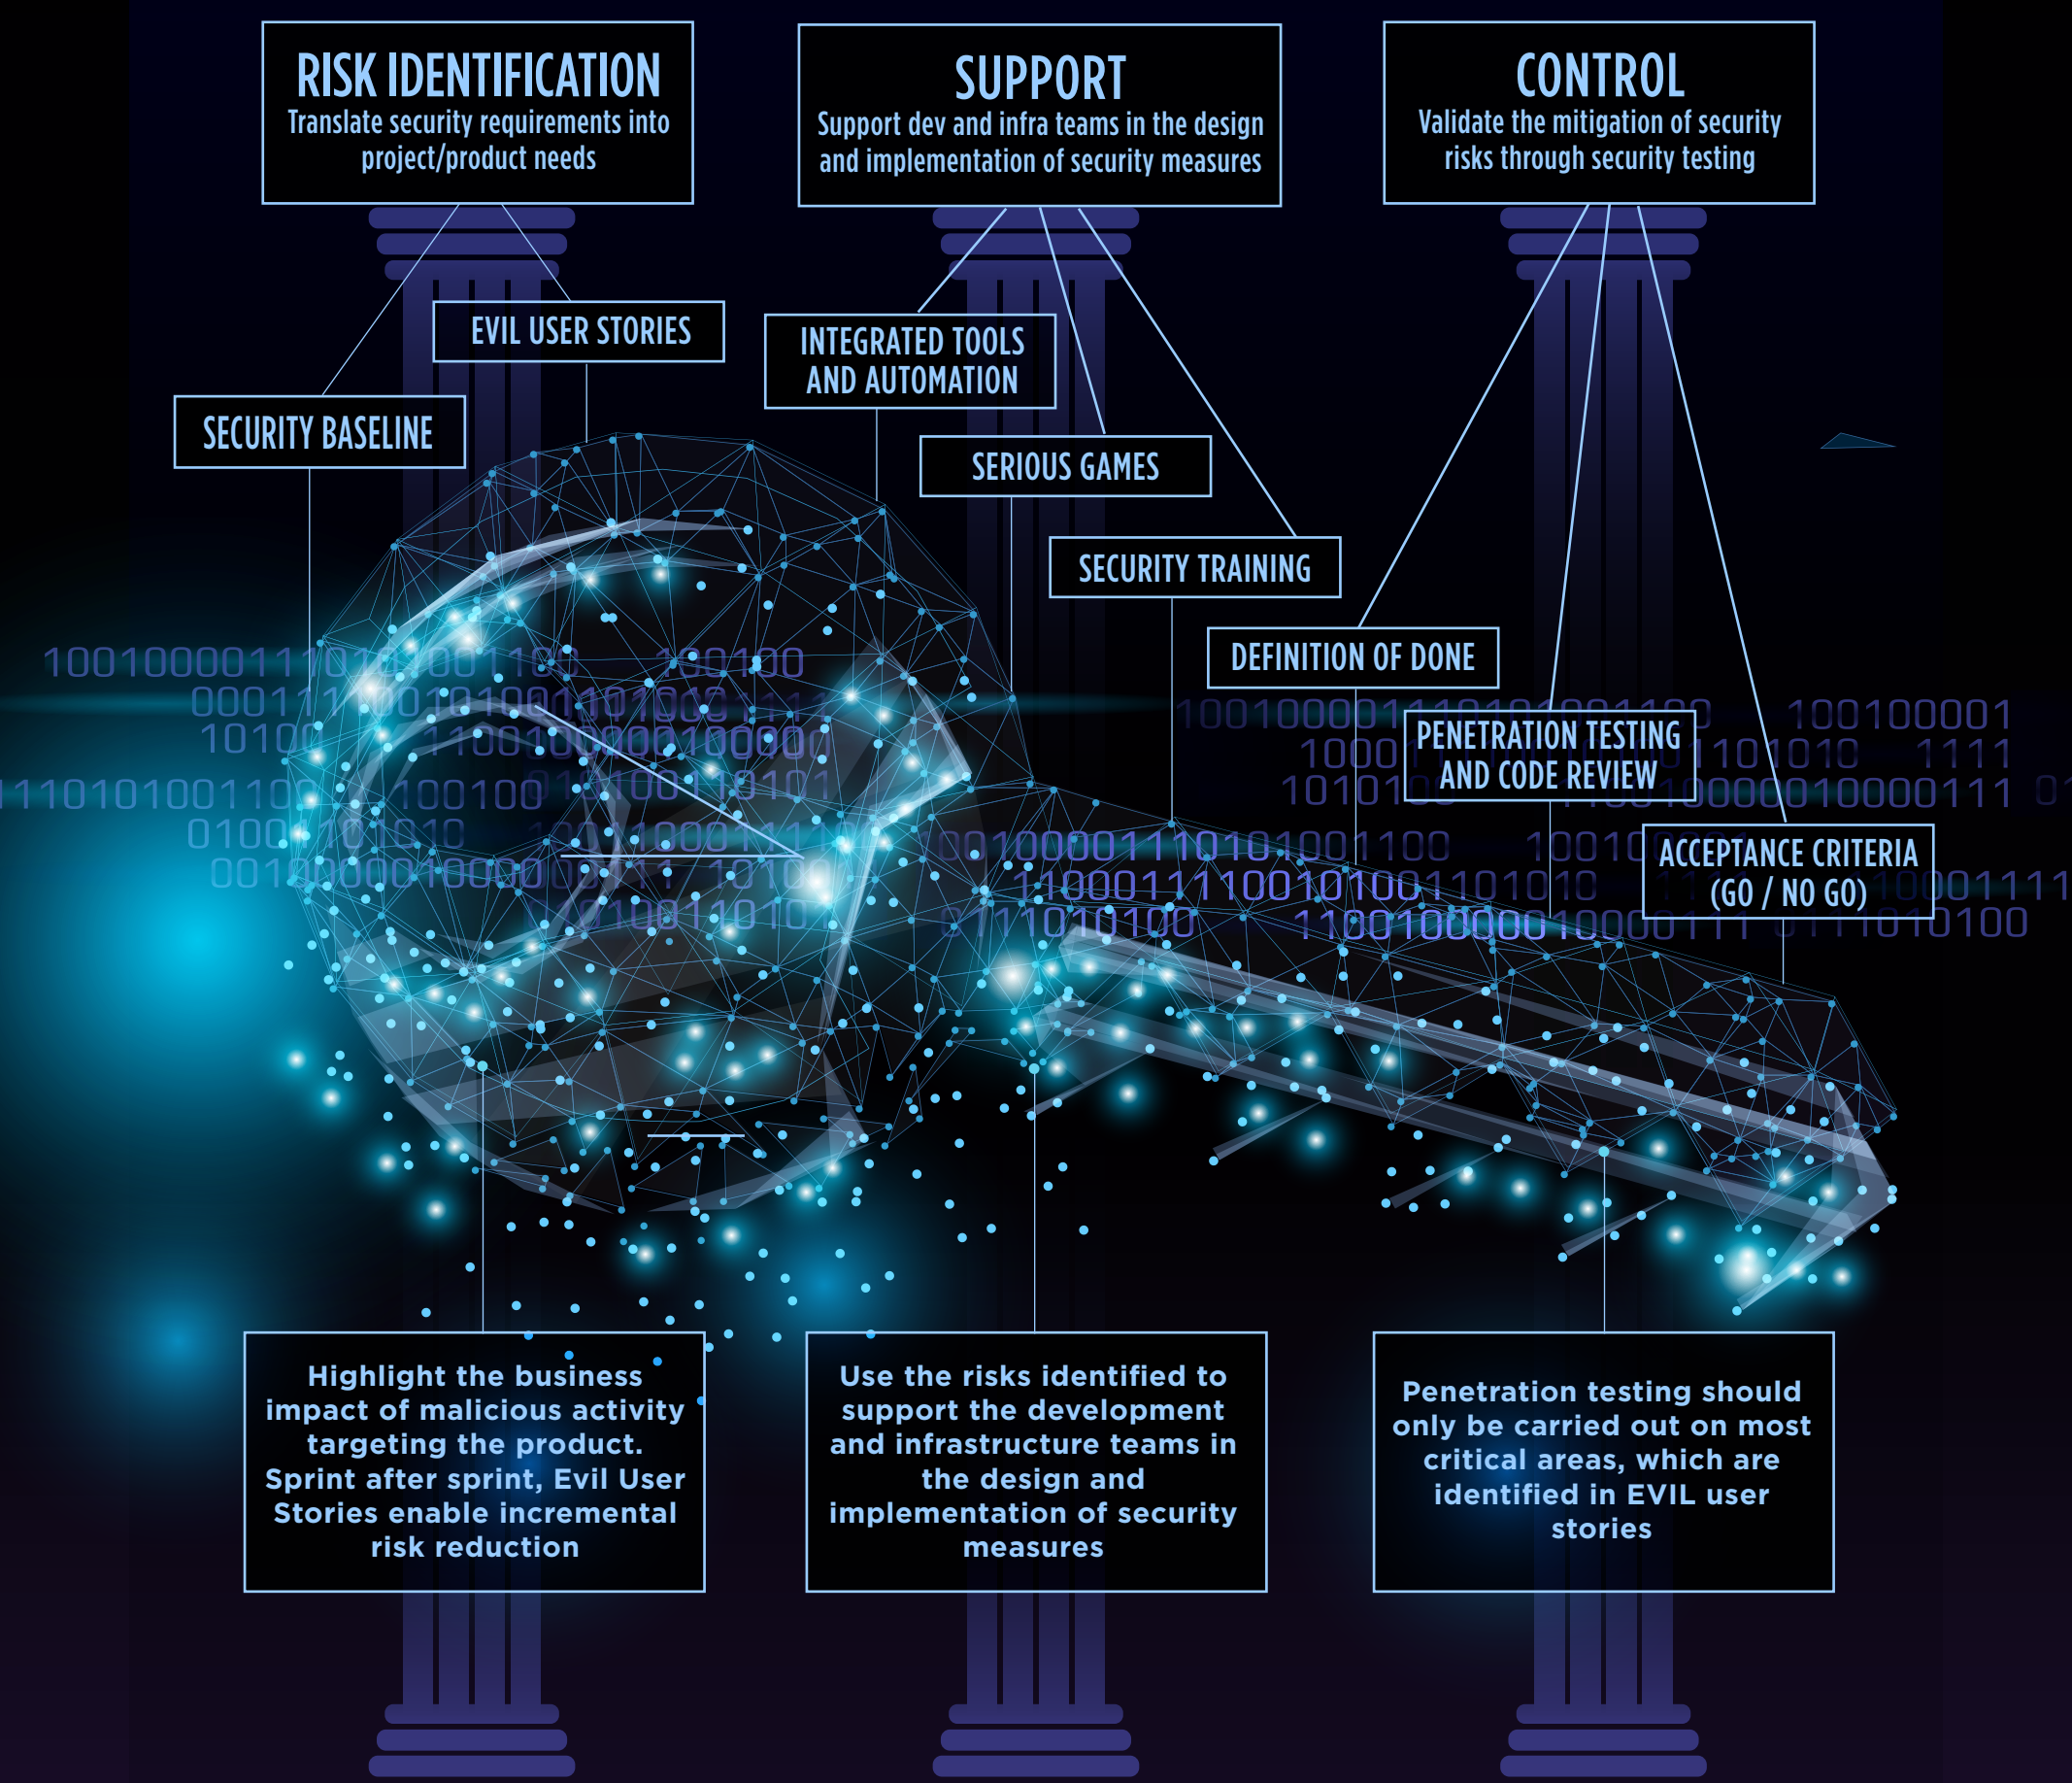 RISK IDENTIFICATION
Translate security requirements into
project/product needs
SUPPORT
Support dev and infra teams in the design
and implementation of security measures
CONTROL
Validate the mitigation of security
risks through security testing
EVIL USER STORIES
SECURITY BASELINE
INTEGRATED TOOLS
AND AUTOMATION
SERIOUS GAMES
SECURITY TRAINING
DEFINITION OF DONE
PENETRATION TESTING
AND CODE REVIEW
ACCEPTANCE CRITERIA
(GO / NO GO)
Highlight the business
impact of malicious activity
targeting the product.
Sprint after sprint, Evil User
Stories enable incremental
risk reduction
Use the risks identified to
support the development
and infrastructure teams in
the design and
implementation of security
measures
Penetration testing should
only be carried out on most
critical areas, which are
identified in EVIL user
stories